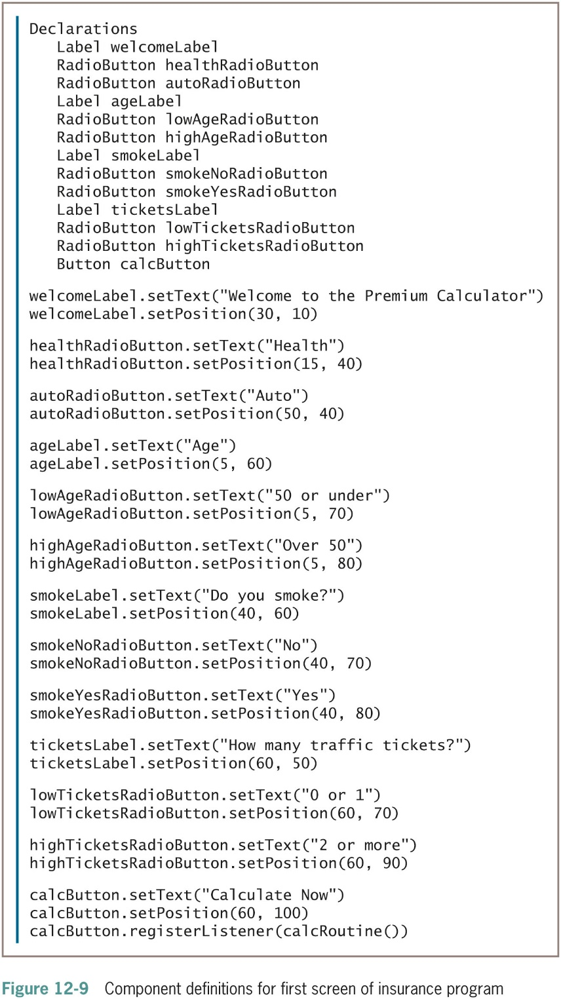 Declarations
   Label welcomeLabel
   RadioButton healthRadioButton
   RadioButton autoRadioButton
   Label ageLabel
   RadioButton lowAgeRadioButton
   RadioButton highAgeRadioButton
   Label smokeLabel
   RadioButton smokeNoRadioButton
   RadioButton smokeYesRadioButton
   Label ticketsLabel
   RadioButton lowTicketsRadioButton
   RadioButton highTicketsRadioButton
   Button calcButton
welcomeLabel.setText("Welcome to the Premium Calculator")
welcomeLabel.setPosition(30, 10)
healthRadioButton.setText("Health")
healthRadioButton.setPosition(15, 40)
autoRadioButton.setText("Auto")
autoRadioButton.setPosition(50, 40)
ageLabel.setText("Age")
ageLabel.setPosition(5, 60)
lowAgeRadioButton.setText("50 or under")
lowAgeRadioButton.setPosition(5, 70)
highAgeRadioButton.setText("Over 50")
highAgeRadioButton.setPosition(5, 80)
smokeLabel.setText("Do you smoke?")
smokeLabel.setPosition(40, 60)
smokeNoRadioButton.setText("No")
smokeNoRadioButton.setPosition(40, 70)
smokeYesRadioButton.setText("Yes")
smokeYesRadioButton.setPosition(40, 80)
ticketsLabel.setText("How many traffic tickets?")
ticketsLabel.setPosition(60, 50)
lowTicketsRadioButton.setText("0 or 1")
lowTicketsRadioButton.setPosition(60, 70)
highTicketsRadioButton.setText("2 or more")
highTicketsRadioButton.setPosition(60, 90)
calcButton.setText("Calculate Now")
calcButton.setPosition(60, 100)
calcButton.registerListener(calcRoutine())
Figure 12-9 Component definitions for first screen of insurance program